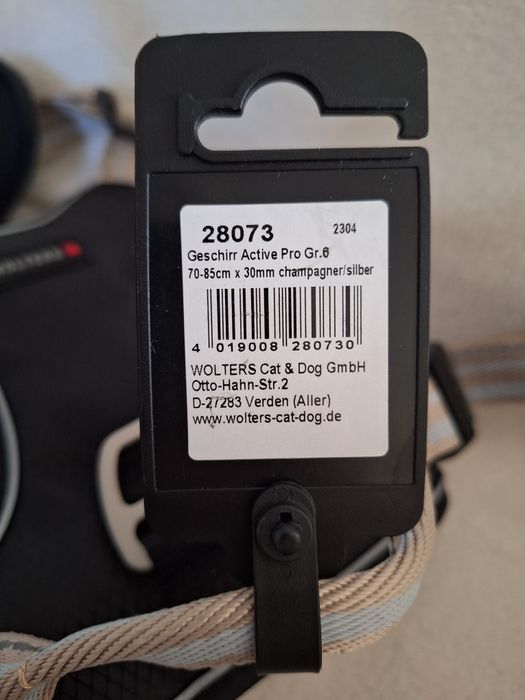 28073 2304
Geschirr Active Pro Gr.6
70-85cm x 30mm champagner/silber
4 019008 280730
WOLTERS Cat & Dog GmbH
Otto-Hahn-Str.2
D-27283 Verden (Aller)
www.wolters-cat-dog.de
WOLTERS